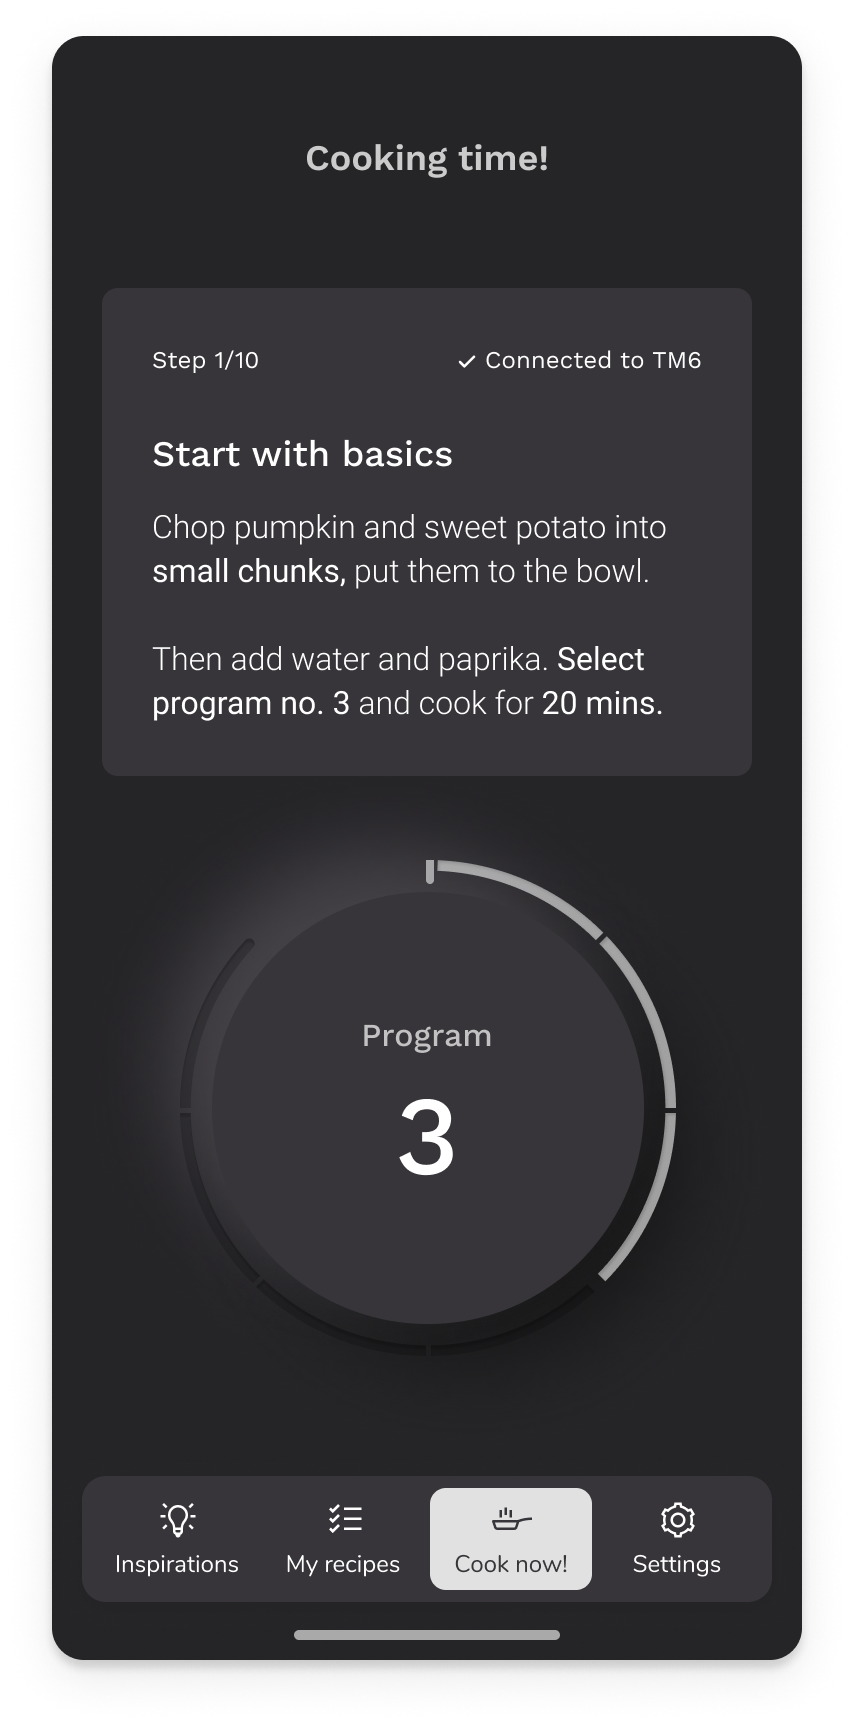 Cooking time!
Step 1/10
Connected to TM6
Start with basics
Chop pumpkin and sweet potato into
small chunks, put them to the bowl.
Then add water and paprika. Select
program no. 3 and cook for 20 mins.
Program
3
Inspirations
My recipes
Cook now!
Settings